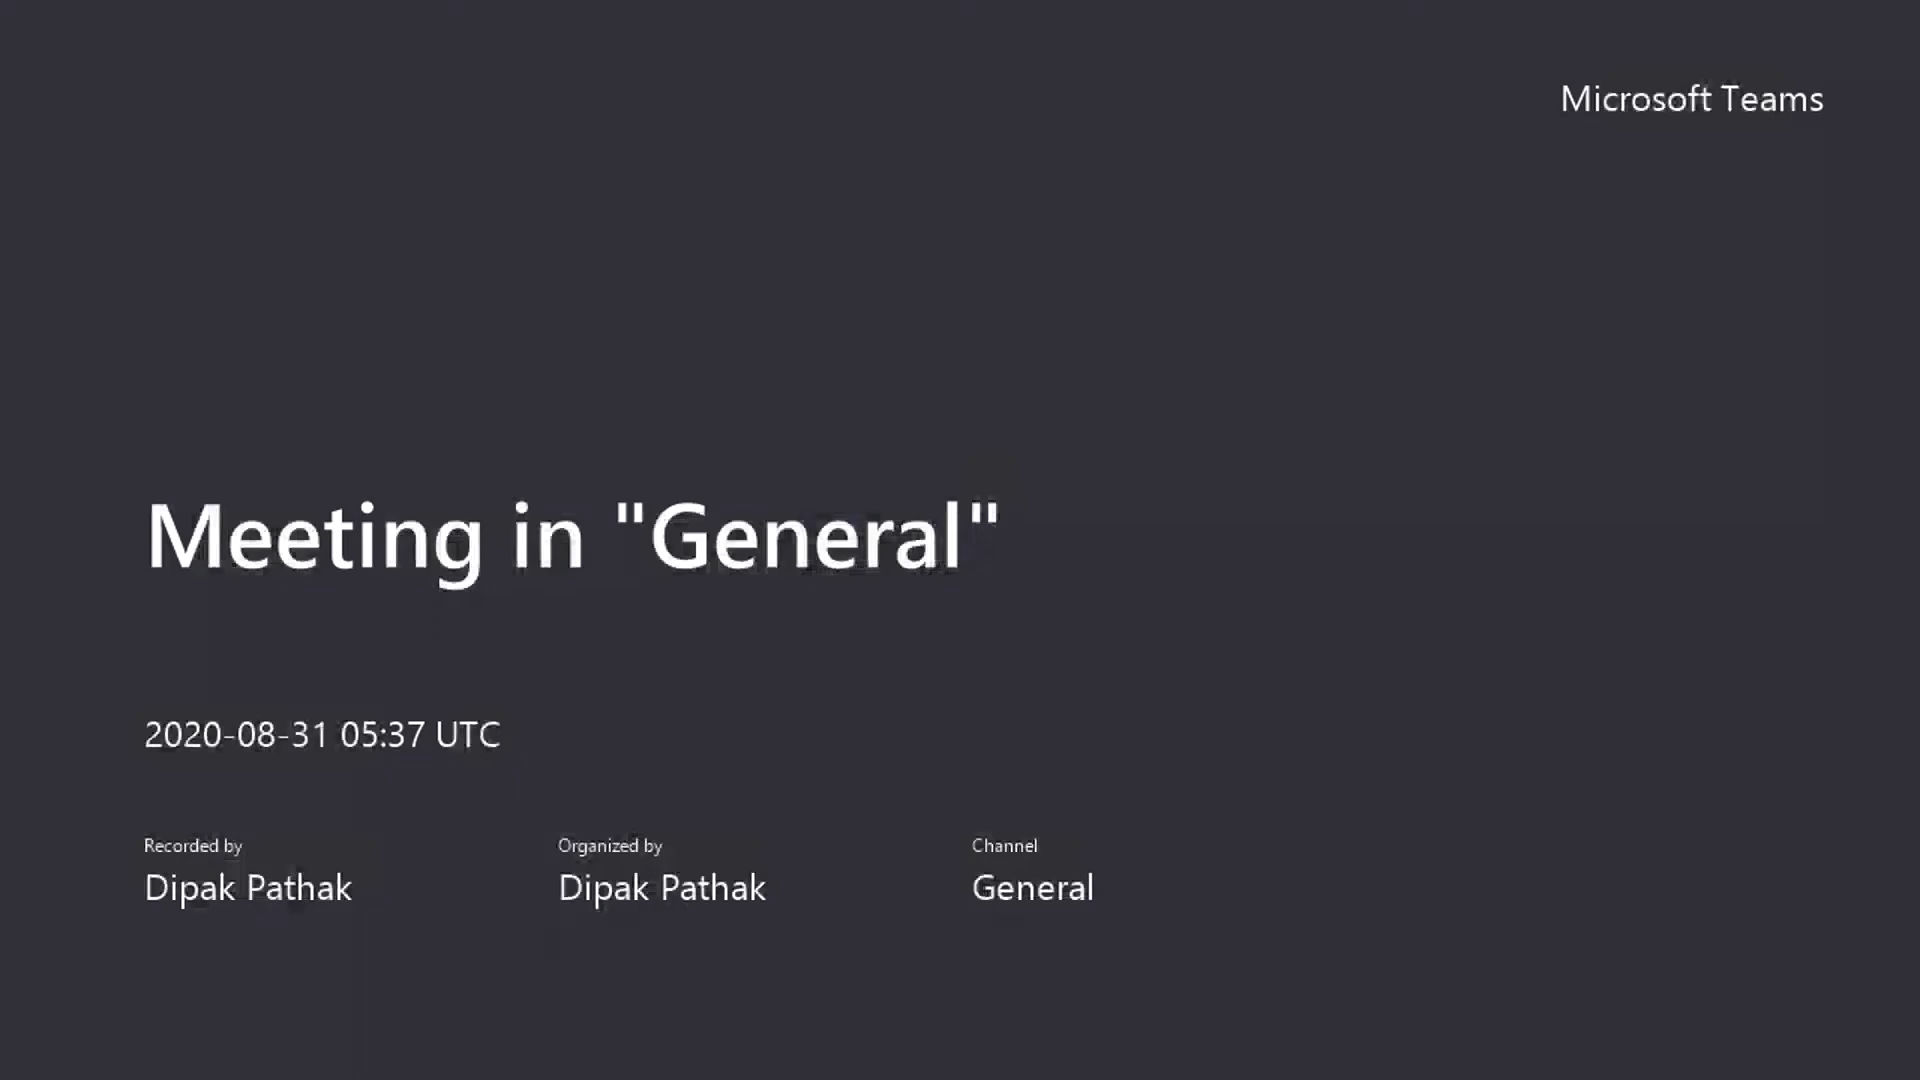 Microsoft Teams
Meeting in "General"
2020-08-31 05:37 UTC
Recorded by
Dipak Pathak
Organized by
Dipak Pathak
Channel
General